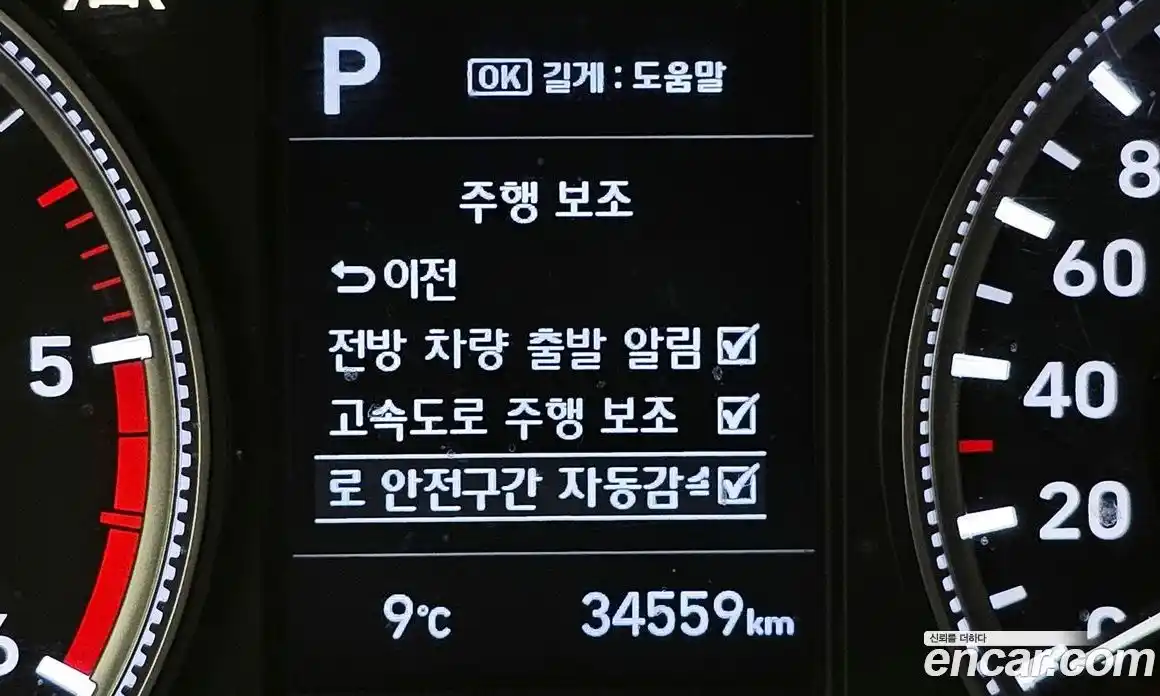 P
OK 길게 : 도움말
주행 보조
이전
전방 차량 출발 알림
고속도로 주행 보조
로 안전구간 자동감속
9℃
34559km
5
6
8
60
40
20
신뢰를 더하다
encar.com